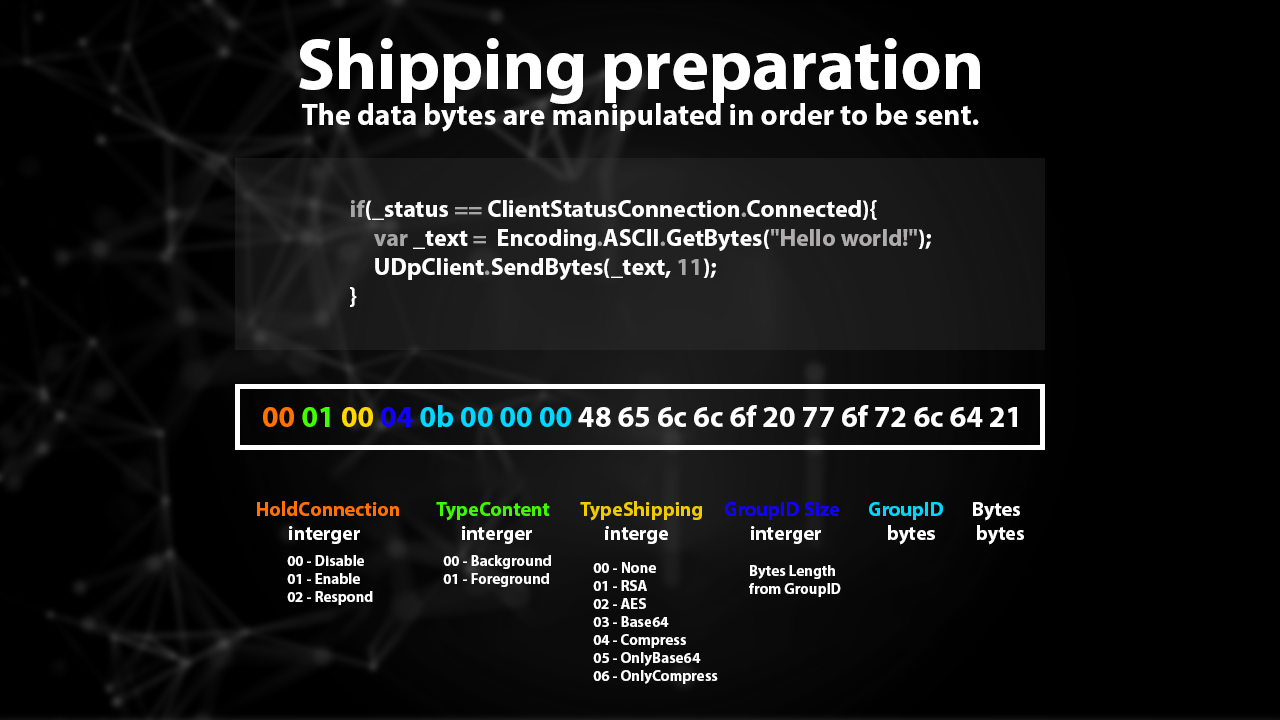 Shipping preparation
The data bytes are manipulated in order to be sent.
if(_status == ClientStatusConnection.Connected){
var _text = Encoding.ASCII.GetBytes("Hello world!");
UDpClient.SendBytes(_text, 11);
}
00 01 00 04 0b 00 00 00 48 65 6c 6c 6f 20 77 6f 72 6c 64 21
HoldConnection
interger
00 - DIsable
01 - Enable
02 - Respond
TypeContent
interger
00 - Background
01 - Foreground
TypeShipping
interge
00 - None
01 - RSA
02 - AES
03 - Base64
04 - Compress
05 - OnlyBase64
06 - OnlyCompress
GroupID SIze
interger
Bytes Length
from GroupID
GroupID
bytes
Bytes
bytes